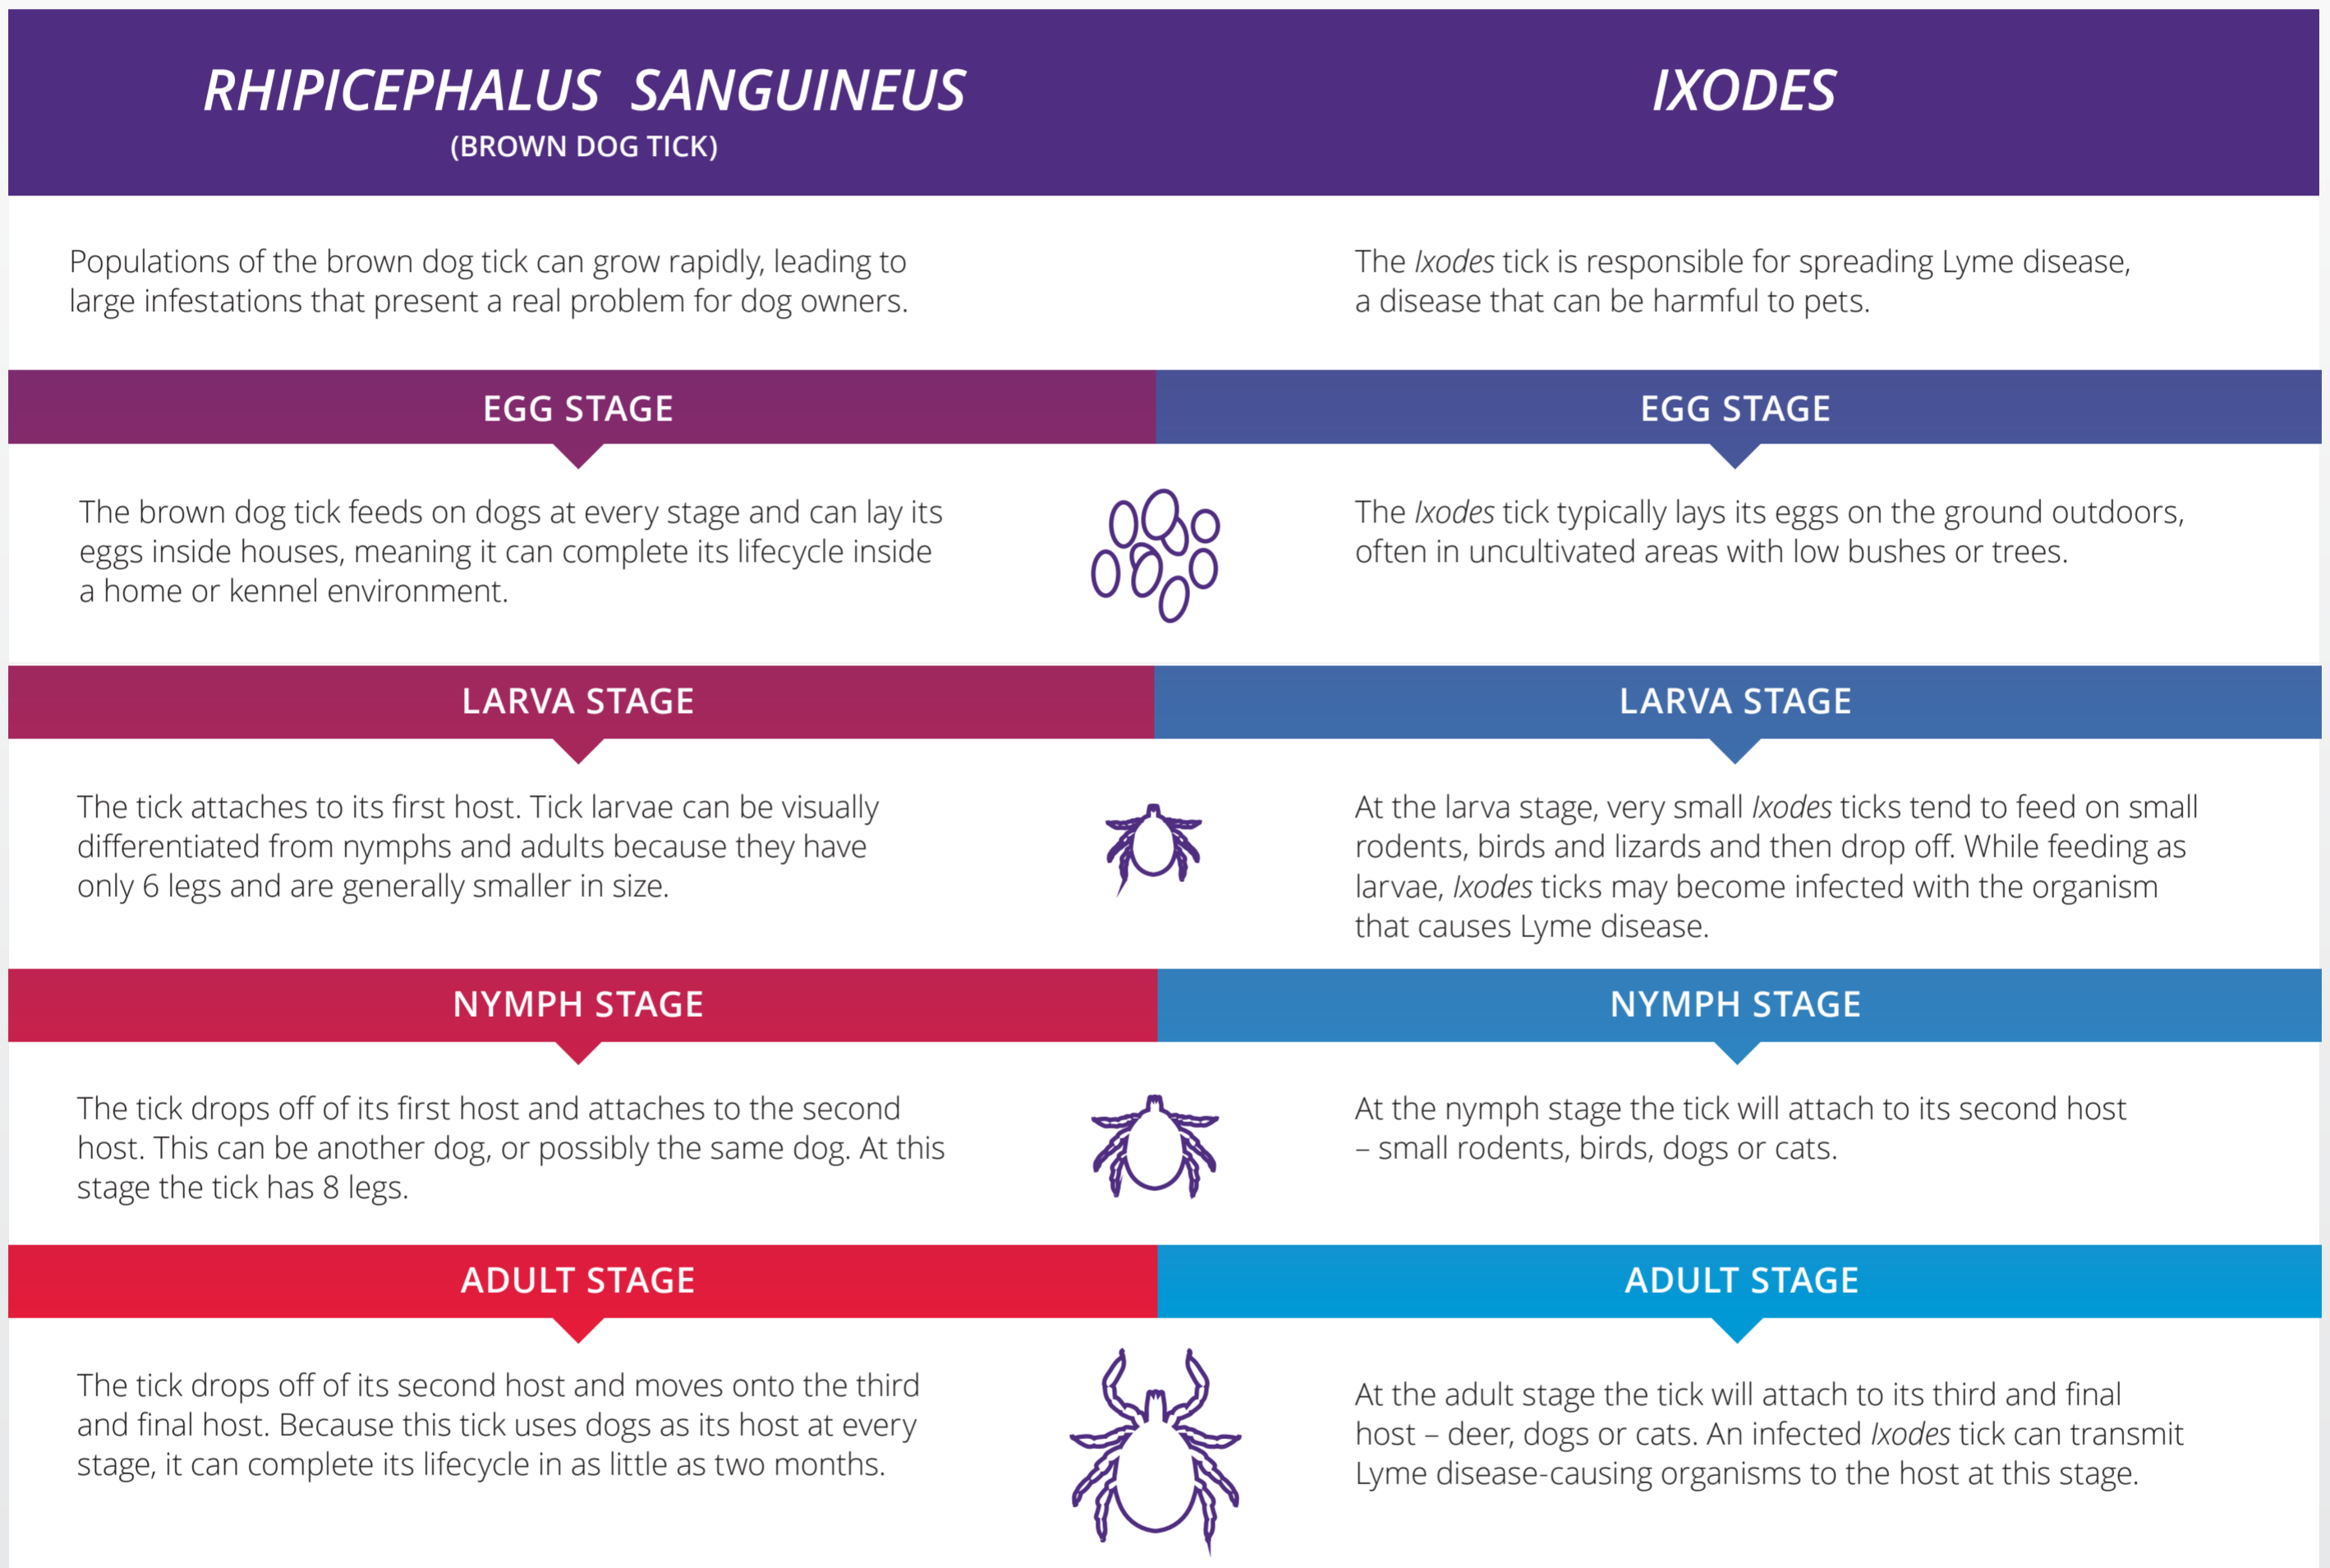 RHIPICEPHALUS SANGUINEUS
(BROWN DOG TICK)
IXODES
Populations of the brown dog tick can grow rapidly, leading to
large infestations that present a real problem for dog owners.
The Ixodes tick is responsible for spreading Lyme disease,
a disease that can be harmful to pets.
EGG STAGE
EGG STAGE
The brown dog tick feeds on dogs at every stage and can lay its
eggs inside houses, meaning it can complete its lifecycle inside
a home or kennel environment.
The Ixodes tick typically lays its eggs on the ground outdoors,
often in uncultivated areas with low bushes or trees.
LARVA STAGE
LARVA STAGE
The tick attaches to its first host. Tick larvae can be visually
differentiated from nymphs and adults because they have
only 6 legs and are generally smaller in size.
At the larva stage, very small Ixodes ticks tend to feed on small
rodents, birds and lizards and then drop off. While feeding as
larvae, Ixodes ticks may become infected with the organism
that causes Lyme disease.
NYMPH STAGE
NYMPH STAGE
The tick drops off of its first host and attaches to the second
host. This can be another dog, or possibly the same dog. At this
stage the tick has 8 legs.
At the nymph stage the tick will attach to its second host
– small rodents, birds, dogs or cats.
ADULT STAGE
ADULT STAGE
The tick drops off of its second host and moves onto the third
and final host. Because this tick uses dogs as its host at every
stage, it can complete its lifecycle in as little as two months.
At the adult stage the tick will attach to its third and final
host – deer, dogs or cats. An infected Ixodes tick can transmit
Lyme disease-causing organisms to the host at this stage.